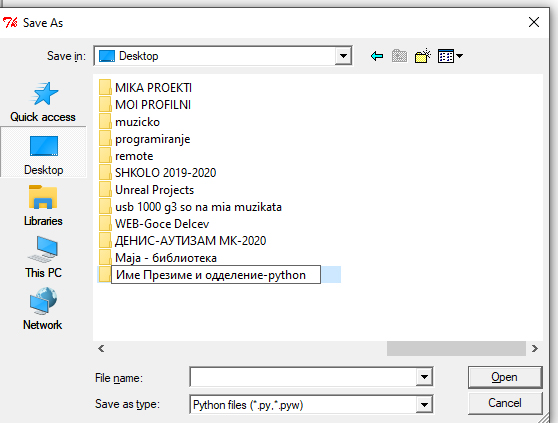 Save As
Save in:
Desktop
Quick access
Desktop
Libraries
This PC
Network
MIKA PROEKTI
MOI PROFILNI
muzicko
programiranje
remote
SHKOLO 2019-2020
Unreal Projects
usb 1000 g3 so na mia muzikata
WEB-Goce Delcev
ДЕНИС-АУТИЗАМ МК-2020
Маја - библиотека
Име Презиме и одделение-python
File name:
Open
Save as type:
Python files (*.py,*.pyw)
Cancel